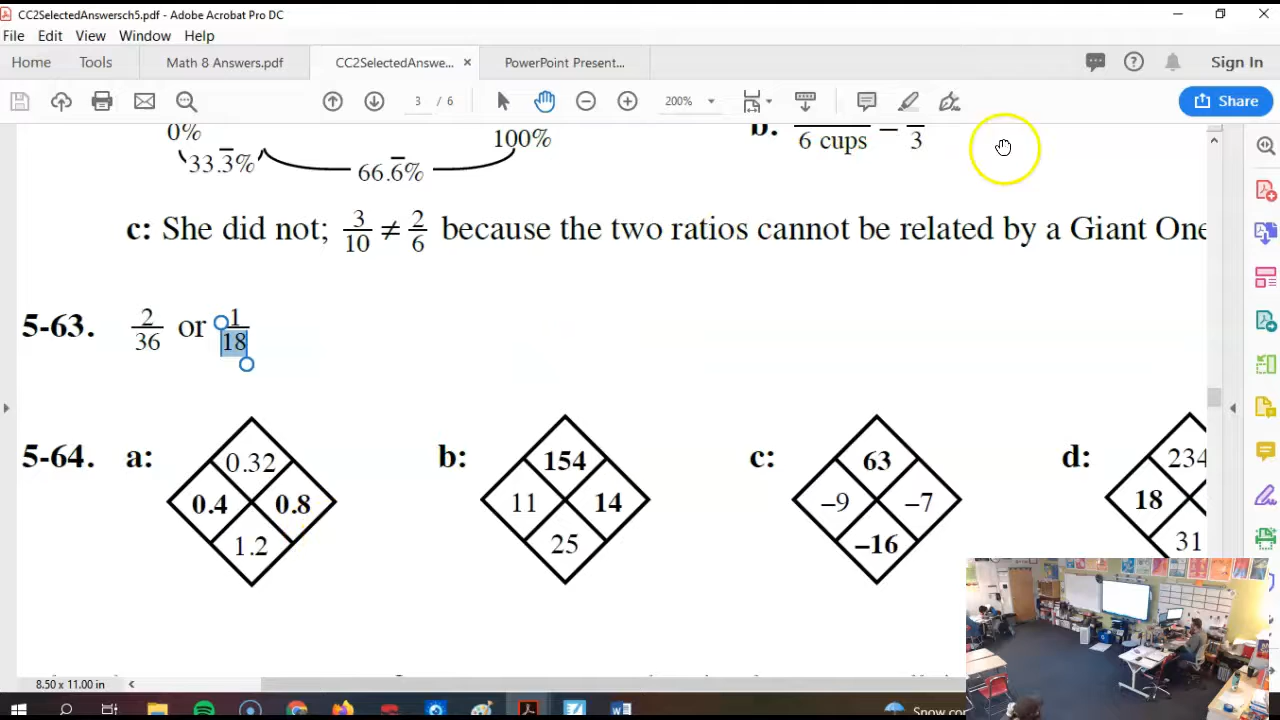 CC2SelectedAnswersch5.pdf - Adobe Acrobat Pro DC
File Edit View Window Help
Home Tools Math 8 Answers.pdf CC2SelectedAnswe... × PowerPoint Present... Sign In
3 / 6 200% Share
0% 100%
33.3̅% 66.6̅%
b. 6 cups = 3
c: She did not; 3/10 ≠ 2/6 because the two ratios cannot be related by a Giant One
5-63. 2/36 or 1/18
5-64. a: b: c: d:
0.32 154 63 234
0.4 0.8 11 14 –9 –7 18
1.2 25 –16 31
8.50 x 11.00 in
Snow